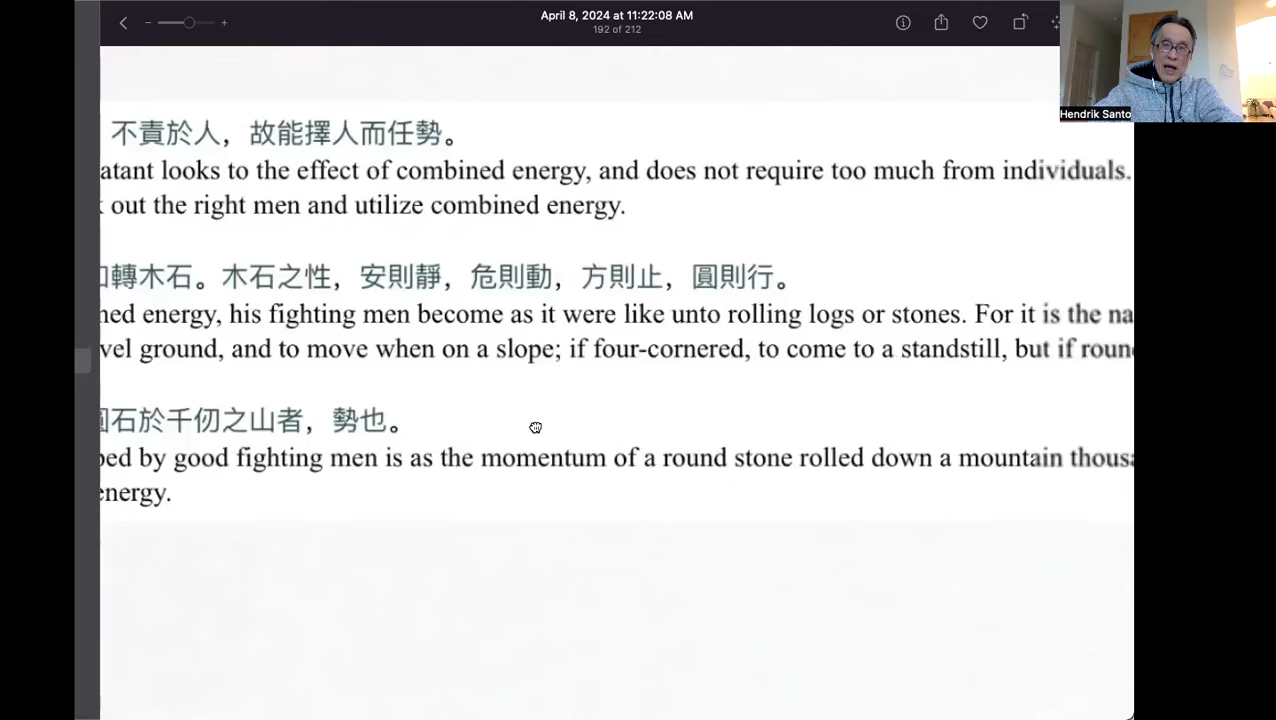 April 8, 2024 at 11:22:08 AM
192 of 212
Hendrik Santo
不責於人，故能擇人而任勢。
atant looks to the effect of combined energy, and does not require too much from individuals.
out the right men and utilize combined energy.
轉木石。木石之性，安則靜，危則動，方則止，圓則行。
ned energy, his fighting men become as it were like unto rolling logs or stones. For it is the na
vel ground, and to move when on a slope; if four-cornered, to come to a standstill, but if roun
石於千仞之山者，勢也。
ped by good fighting men is as the momentum of a round stone rolled down a mountain thousa
energy.